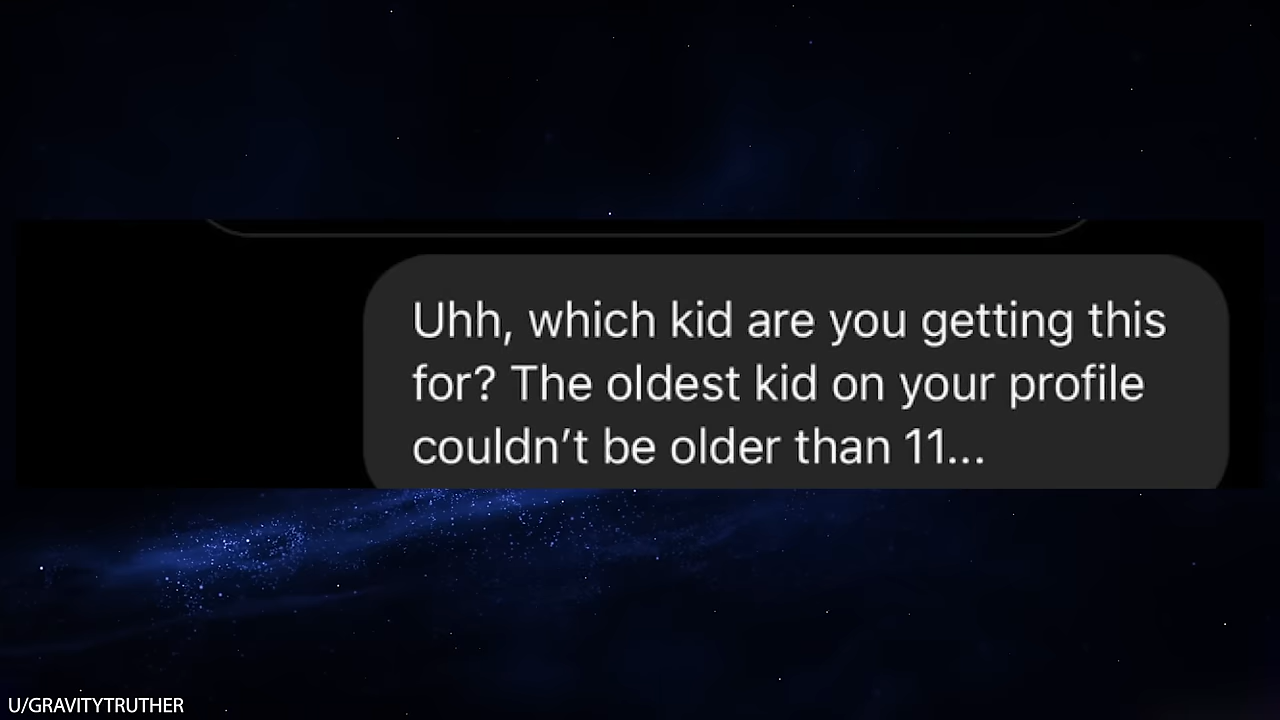 Uhh, which kid are you getting this
for? The oldest kid on your profile
couldn’t be older than 11...
U/GRAVITYTRUTHER